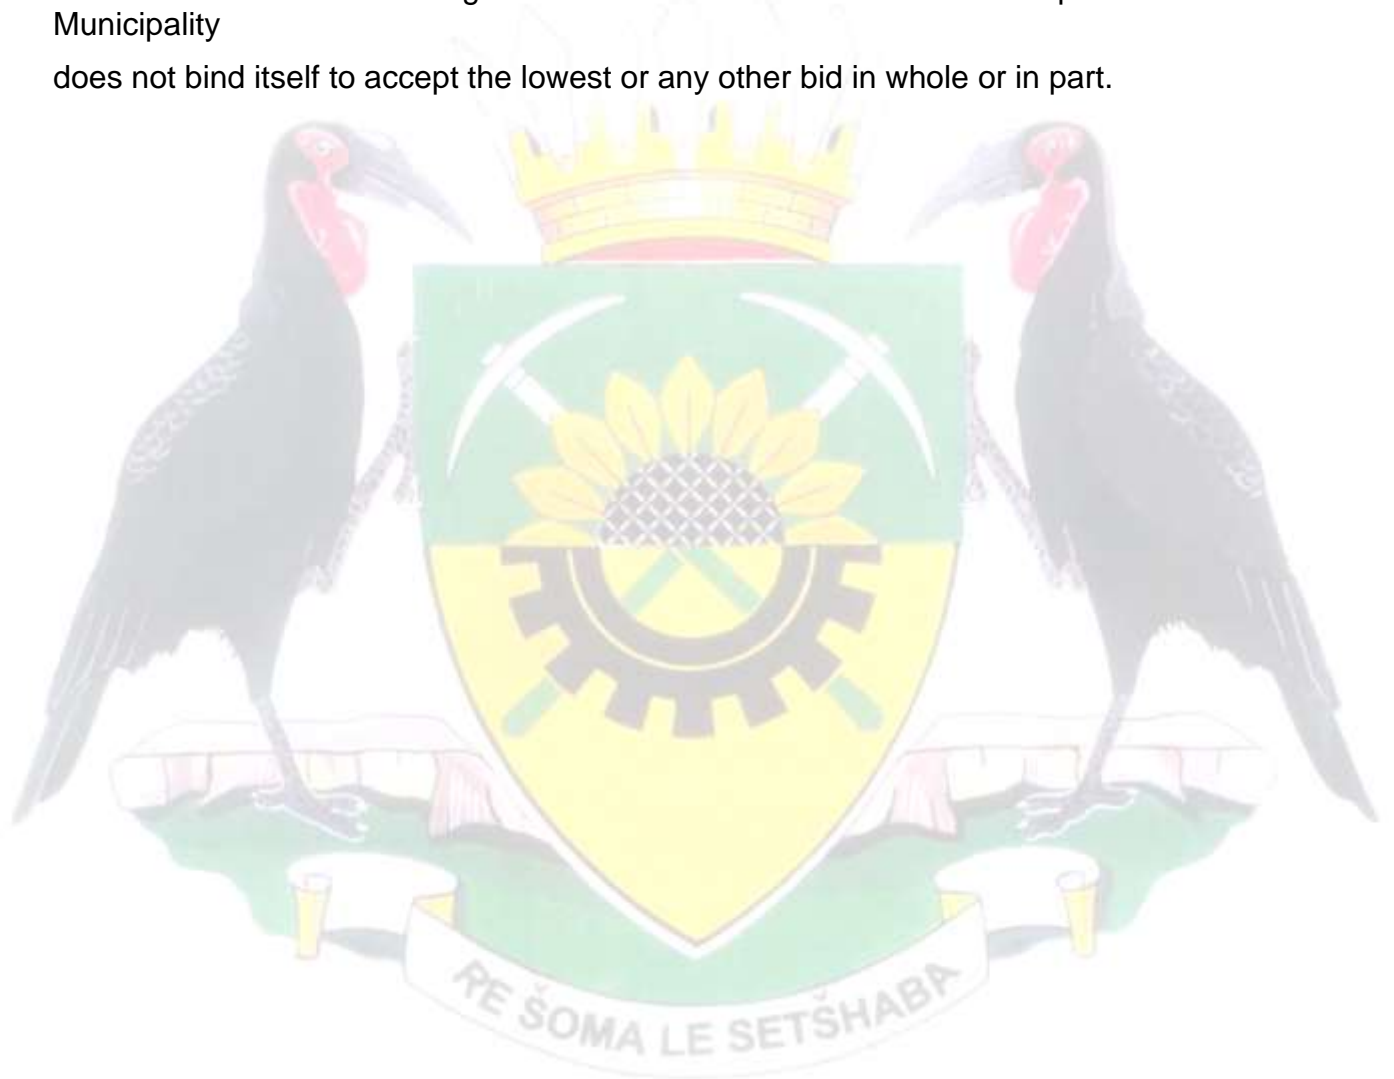 Municipality
does not bind itself to accept the lowest or any other bid in whole or in part.
RE ŠOMA LE SETŠHABA